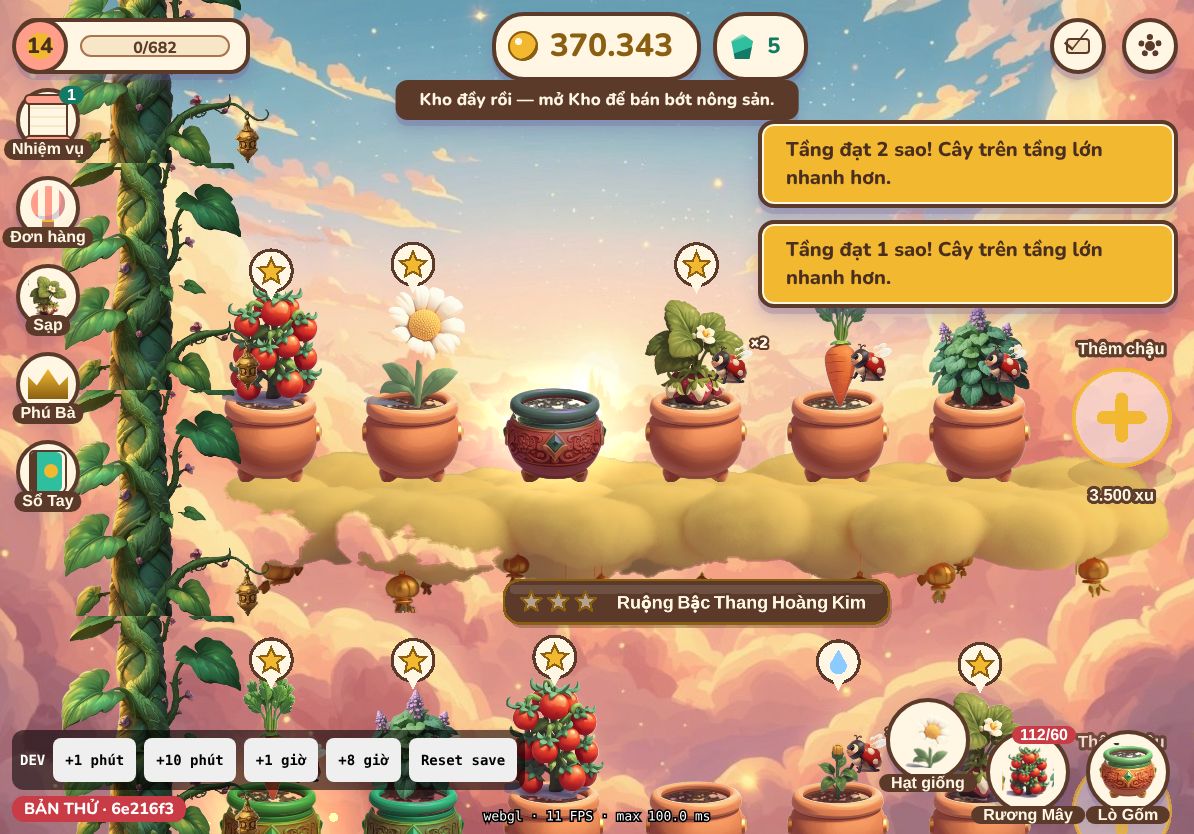 14
0/682
370.343
5
Kho đầy rồi — mở Kho để bán bớt nông sản.
Tầng đạt 2 sao! Cây trên tầng lớn
nhanh hơn.
Tầng đạt 1 sao! Cây trên tầng lớn
nhanh hơn.
1
Nhiệm vụ
Đơn hàng
Sạp
Phú Bà
Sổ Tay
x2
Thêm chậu
3.500 xu
Ruộng Bậc Thang Hoàng Kim
DEV
+1 phút
+10 phút
+1 giờ
+8 giờ
Reset save
BẢN THỬ · 6e216f3
webgl · 11 FPS · max 100.0 ms
Hạt giống
112/60
Rương Mây
Lò Gốm